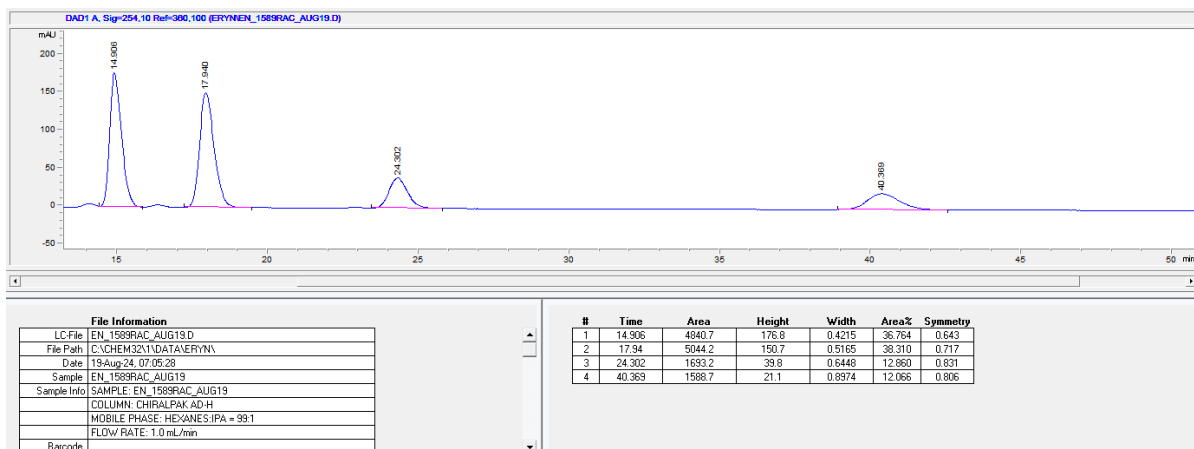 DAD1 A, Sig=254,10 Ref=360,100 (ERYN\EN_1589RAC_AUG19.D)
mAU
200
150
100
50
0
-50
14.906
17.940
24.302
40.369
15 20 25 30 35 40 45 50 min
File Information
LC-File EN_1589RAC_AUG19.D
File Path C:\CHEM32\1\DATA\ERYN\
Date 19-Aug-24, 07:05:28
Sample EN_1589RAC_AUG19
Sample Info SAMPLE: EN_1589RAC_AUG19
COLUMN: CHIRALPAK AD-H
MOBILE PHASE: HEXANES:IPA = 99:1
FLOW RATE: 1.0 mL/min
Barcode
# Time Area Height Width Area% Symmetry
1 14.906 4840.7 176.8 0.4215 36.764 0.643
2 17.94 5044.2 150.7 0.5165 38.310 0.717
3 24.302 1693.2 39.8 0.6448 12.860 0.831
4 40.369 1588.7 21.1 0.8974 12.066 0.806